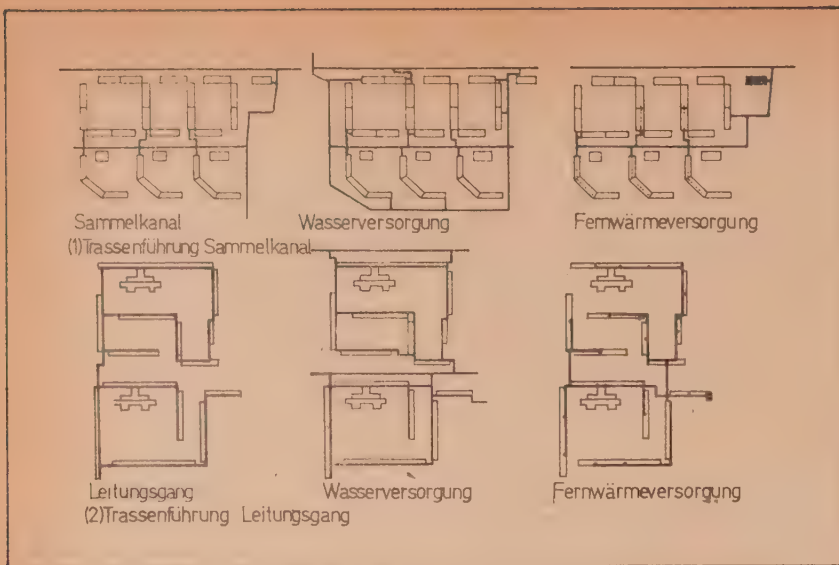 Sammelkanal Wasserversorgung Fernwärmeversorgung
(1)Trassenführung Sammelkanal
Leitungsgang Wasserversorgung Fernwärmeversorgung
(2)Trassenführung Leitungsgang